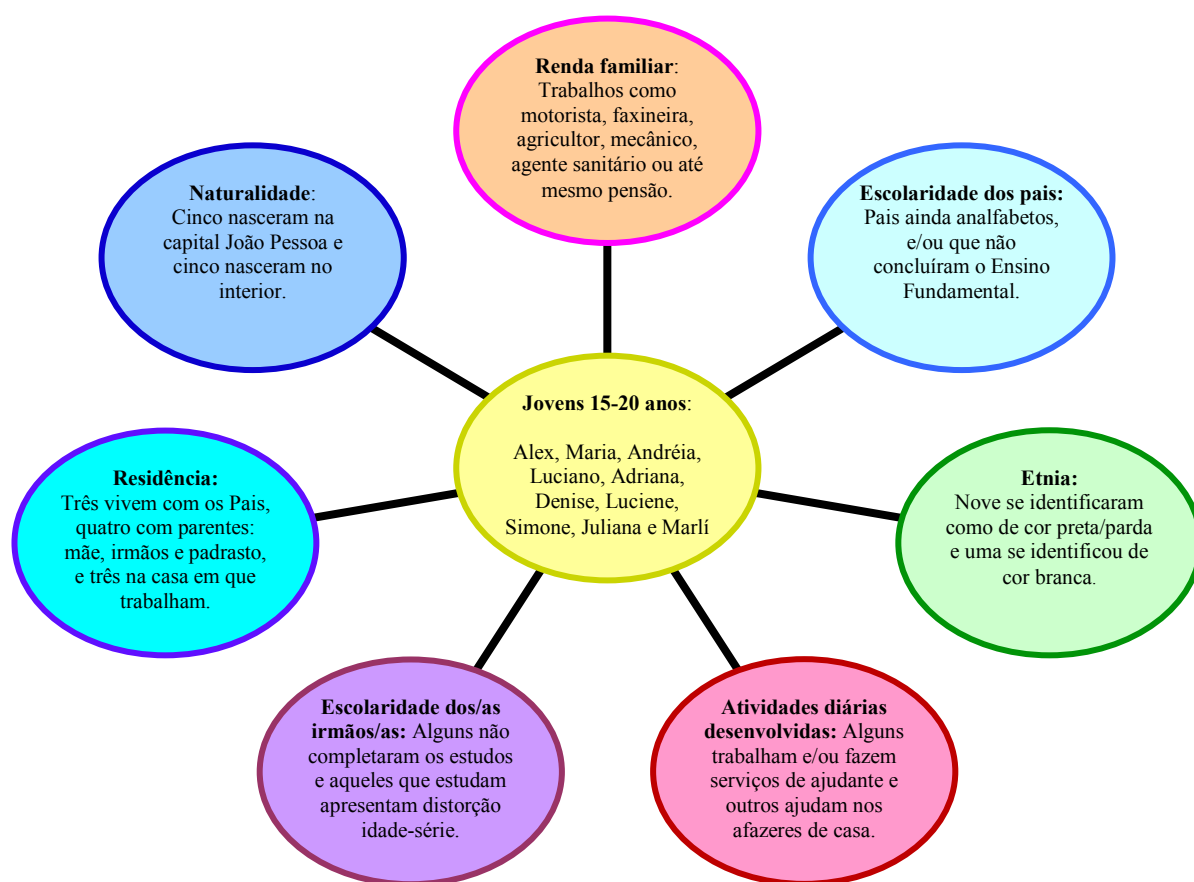 Renda familiar:
Trabalhos como
motorista, faxineira,
agricultor, mecânico,
agente sanitário ou até
mesmo pensão.
Naturalidade:
Cinco nasceram na
capital João Pessoa e
cinco nasceram no
interior.
Escolaridade dos pais:
Pais ainda analfabetos,
e/ou que não
concluíram o Ensino
Fundamental.
Jovens 15-20 anos:
Alex, Maria, Andréia,
Luciano, Adriana,
Denise, Luciene,
Simone, Juliana e Marlí
Residência:
Três vivem com os Pais,
quatro com parentes:
mãe, irmãos e padrasto,
e três na casa em que
trabalham.
Etnia:
Nove se identificaram
como de cor preta/parda
e uma se identificou de
cor branca.
Escolaridade dos/as
irmãos/as: Alguns não
completaram os estudos
e aqueles que estudam
apresentam distorção
idade-série.
Atividades diárias
desenvolvidas: Alguns
trabalham e/ou fazem
serviços de ajudante e
outros ajudam nos
afazeres de casa.